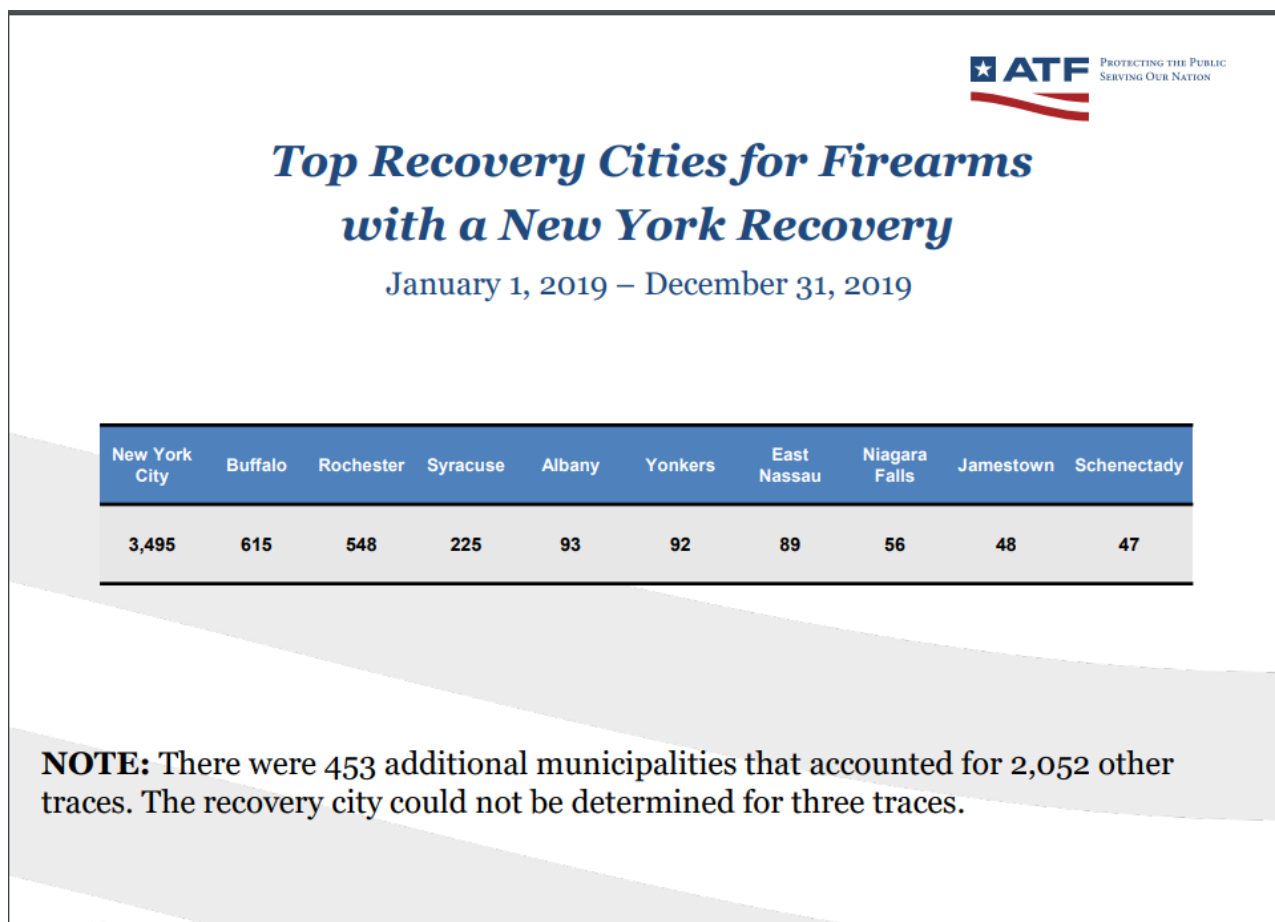 ATF
PROTECTING THE PUBLIC
SERVING OUR NATION
Top Recovery Cities for Firearms
with a New York Recovery
January 1, 2019 – December 31, 2019
New York City Buffalo Rochester Syracuse Albany Yonkers East Nassau Niagara Falls Jamestown Schenectady
3,495 615 548 225 93 92 89 56 48 47
NOTE: There were 453 additional municipalities that accounted for 2,052 other
traces. The recovery city could not be determined for three traces.